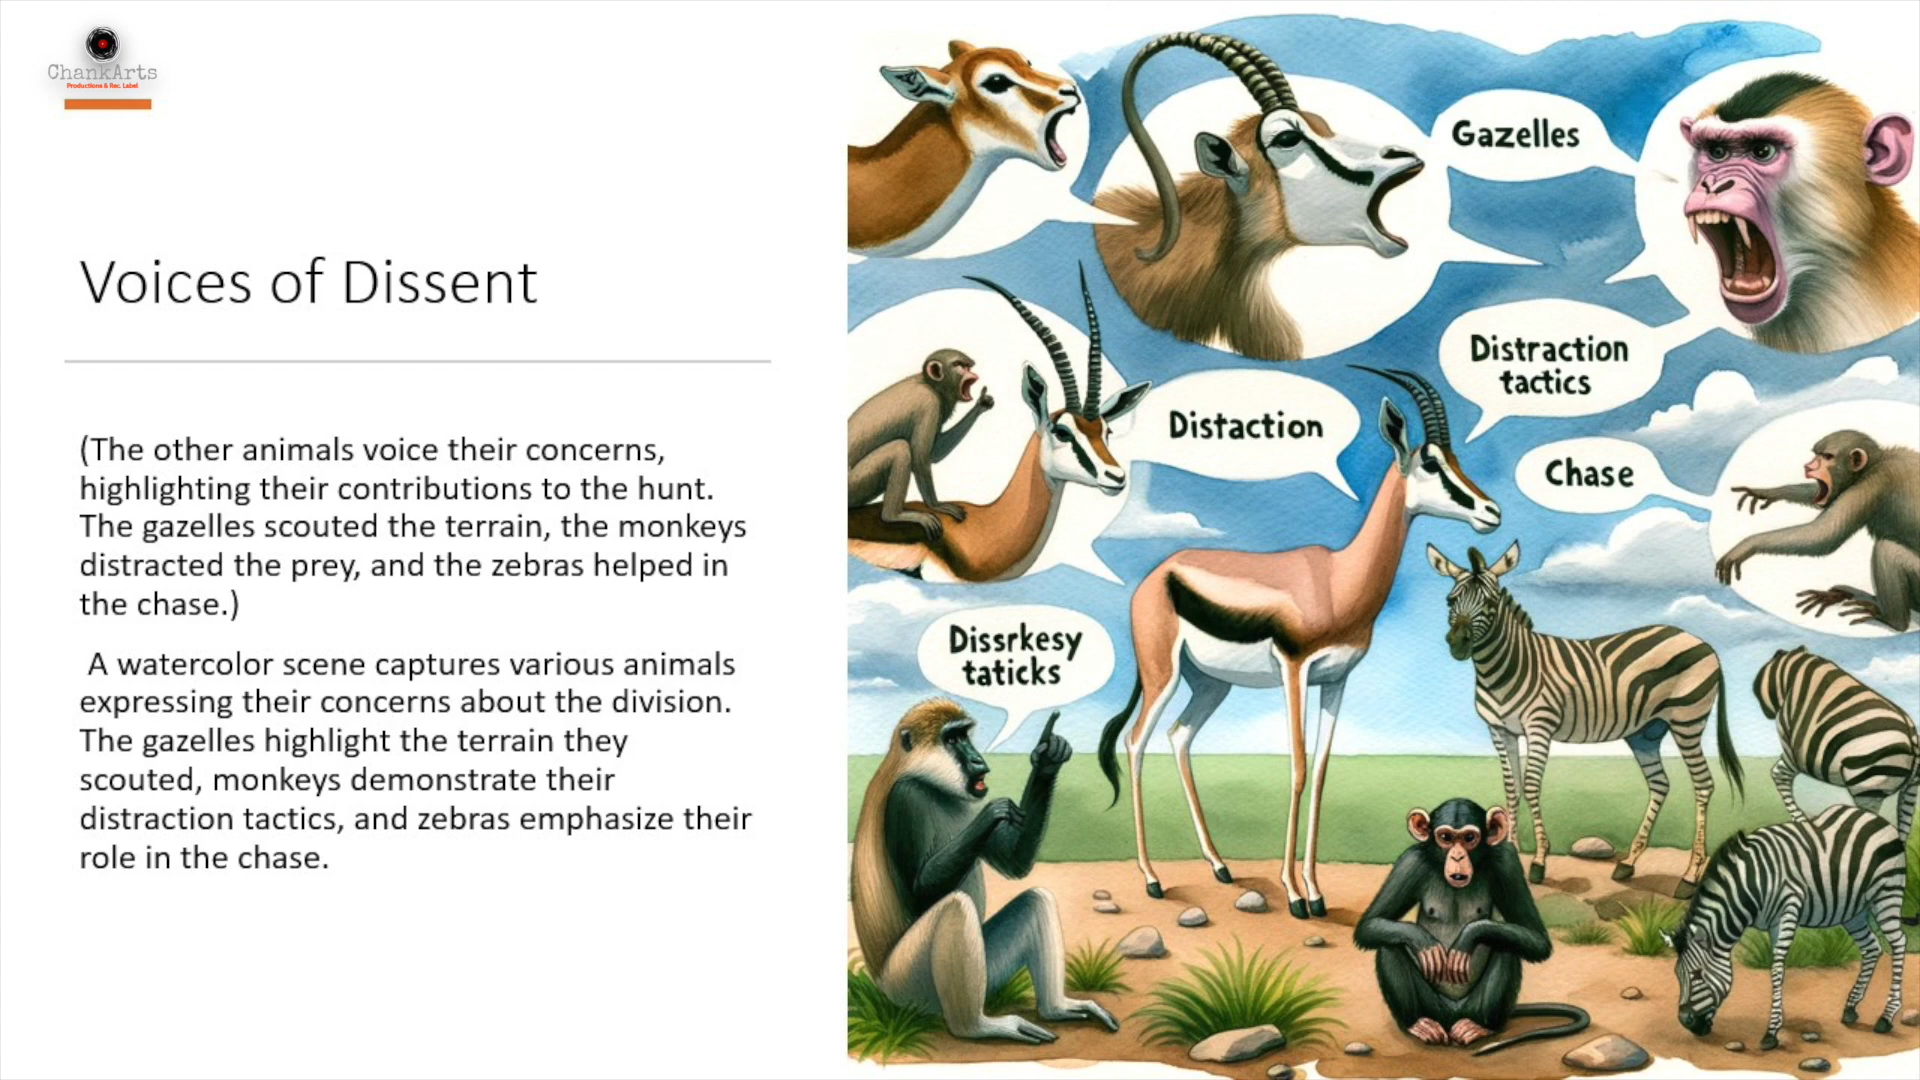 ChankArts
Productions & Rec. Label
Voices of Dissent
(The other animals voice their concerns,
highlighting their contributions to the hunt.
The gazelles scouted the terrain, the monkeys
distracted the prey, and the zebras helped in
the chase.)
A watercolor scene captures various animals
expressing their concerns about the division.
The gazelles highlight the terrain they
scouted, monkeys demonstrate their
distraction tactics, and zebras emphasize their
role in the chase.
Gazelles
Distraction
tactics
Distaction
Chase
Dissrkesy
taticks